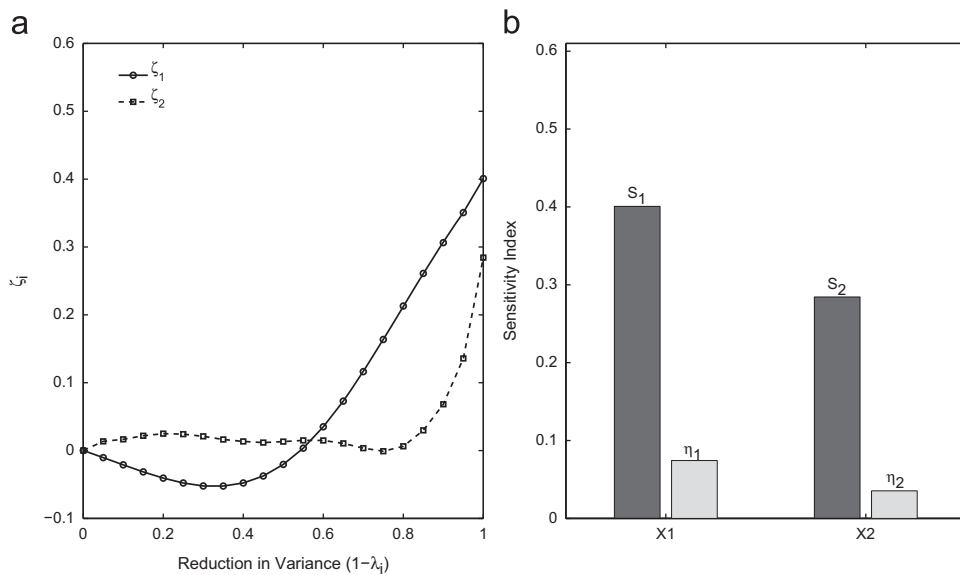 a
0.6
0.5
0.4
0.3
0.2
0.1
0
−0.1
ζi
ζ1
ζ2
0 0.2 0.4 0.6 0.8 1
Reduction in Variance (1−λi)
b
0.6
0.5
0.4
0.3
0.2
0.1
0
Sensitivity Index
S1
η1
S2
η2
X1 X2